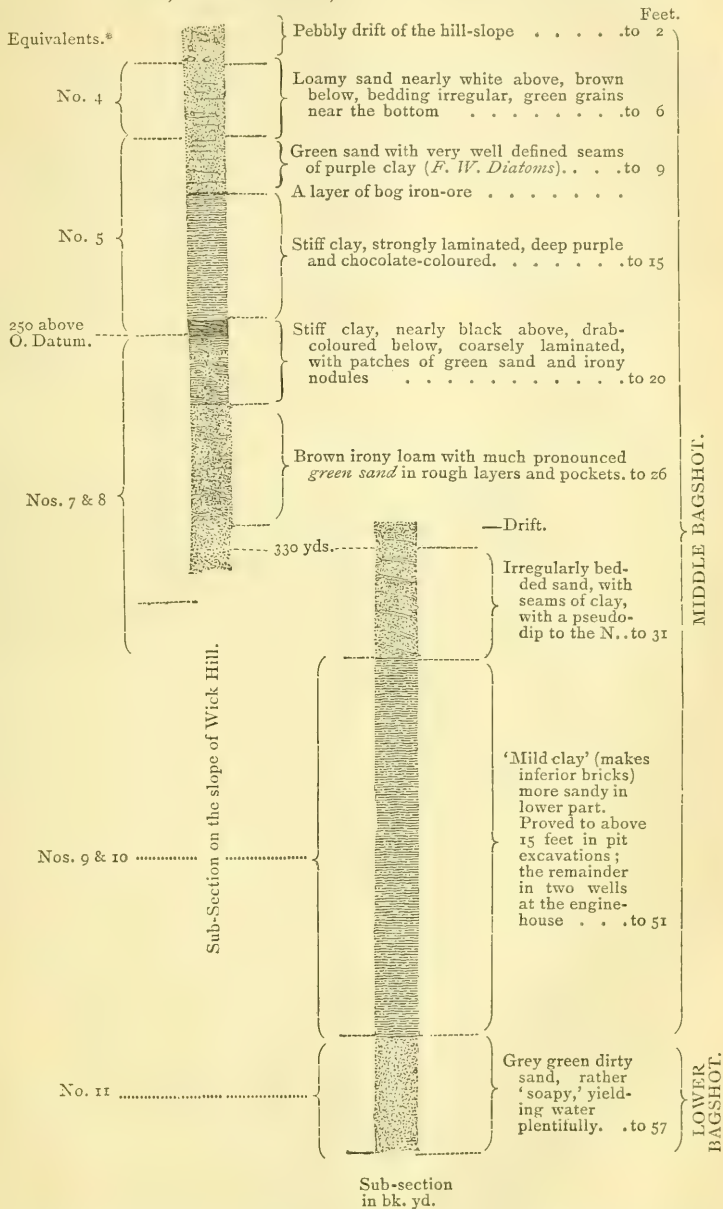 Feet.
Equivalents.*
Pebbly drift of the hill-slope . . . . .to 2
No. 4
Loamy sand nearly white above, brown
below, bedding irregular, green grains
near the bottom . . . . . . . .to 6
Green sand with very well defined seams
of purple clay (F. W. Diatoms). . . .to 9
A layer of bog iron-ore . . . . . .
No. 5
Stiff clay, strongly laminated, deep purple
and chocolate-coloured. . . . . . .to 15
250 above
O. Datum.
Stiff clay, nearly black above, drab-
coloured below, coarsely laminated,
with patches of green sand and irony
nodules . . . . . . . . . . . .to 20
Brown irony loam with much pronounced
green sand in rough layers and pockets. to 26
Nos. 7 & 8
—Drift.
330 yds.
Irregularly bed-
ded sand, with
seams of clay,
with a pseudo-
dip to the N..to 31
MIDDLE BAGSHOT.
Sub-Section on the slope of Wick Hill.
'Mild clay' (makes
inferior bricks)
more sandy in
lower part.
Proved to above
15 feet in pit
excavations ;
the remainder
in two wells
at the engine-
house . . .to 51
Nos. 9 & 10
Grey green dirty
sand, rather
'soapy,' yield-
ing water
plentifully. .to 57
No. 11
LOWER
BAGSHOT.
Sub-section
in bk. yd.